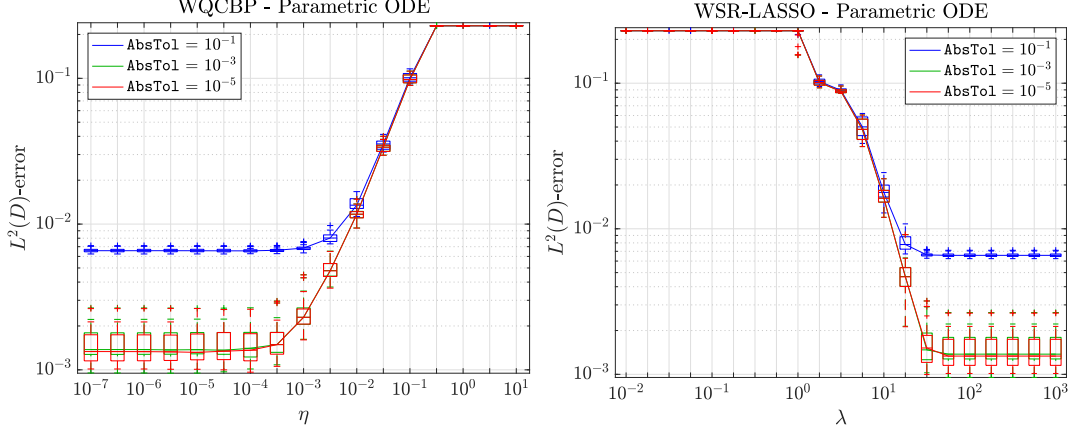 WQCBP - Parametric ODE
AbsTol = 10^{-1}
AbsTol = 10^{-3}
AbsTol = 10^{-5}
L^2(D)-error
10^{-1}
10^{-2}
10^{-3}
10^{-7} 10^{-6} 10^{-5} 10^{-4} 10^{-3} 10^{-2} 10^{-1} 10^0 10^1
η
WSR-LASSO - Parametric ODE
AbsTol = 10^{-1}
AbsTol = 10^{-3}
AbsTol = 10^{-5}
L^2(D)-error
10^{-1}
10^{-2}
10^{-3}
10^{-2} 10^{-1} 10^0 10^1 10^2 10^3
λ